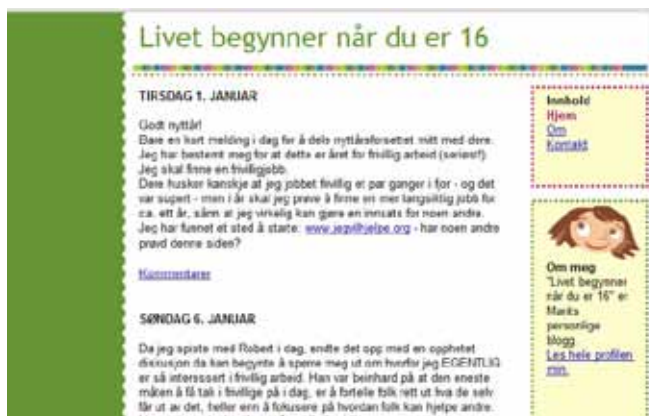 Livet begynner når du er 16
TIRSDAG 1. JANUAR
Godt nyttår!
Bare en kort melding i dag for å dele nyttårsforsettet mitt med dere.
Jeg har bestemt meg for at dette er året for frivillig arbeid (seriøst!).
Jeg skal finne en frivilligjobb.
Dere husker kanskje at jeg jobbet frivillig et par ganger i fjor - og det
var supert - men i år skal jeg prøve å finne en mer langsiktig jobb for
ca. ett år, sånn at jeg virkelig kan gjøre en innsats for noen andre.
Jeg har funnet et sted å starte: www.jegvilhjelpe.org - har noen andre
prøvd denne siden?
Kommentarer
SØNDAG 6. JANUAR
Da jeg spiste med Robert i dag, endte det opp med en opphetet
diskusjon da han begynte å spørre meg ut om hvorfor jeg EGENTLIG
er så interessert i frivillig arbeid. Han var beinhard på at den eneste
måten å få tak i frivillige på i dag, er å fortelle folk rett ut hva de selv
får ut av det, heller enn å fokusere på hvordan folk kan hjelpe andre.
Innhold
Hjem
Om
Kontakt
Om meg
"Livet begynner
når du er 16" er
Marits
personlige
blogg
Les hele profilen
min.